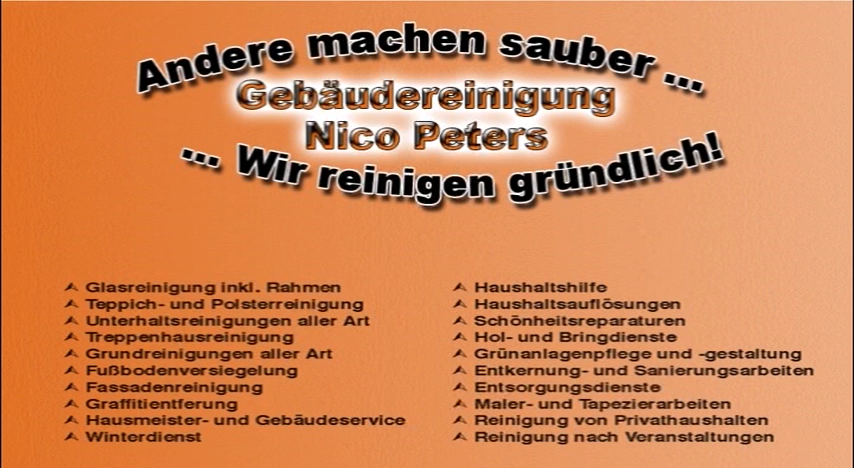 Andere machen sauber ...
Gebäudereinigung
Nico Peters
... Wir reinigen gründlich!
Glasreinigung inkl. Rahmen
Teppich- und Polsterreinigung
Unterhaltsreinigungen aller Art
Treppenhausreinigung
Grundreinigungen aller Art
Fußbodenversiegelung
Fassadenreinigung
Graffitientferung
Hausmeister- und Gebäudeservice
Winterdienst
Haushaltshilfe
Haushaltsauflösungen
Schönheitsreparaturen
Hol- und Bringdienste
Grünanlagenpflege und -gestaltung
Entkernung- und Sanierungsarbeiten
Entsorgungsdienste
Maler- und Tapezierarbeiten
Reinigung von Privathaushalten
Reinigung nach Veranstaltungen